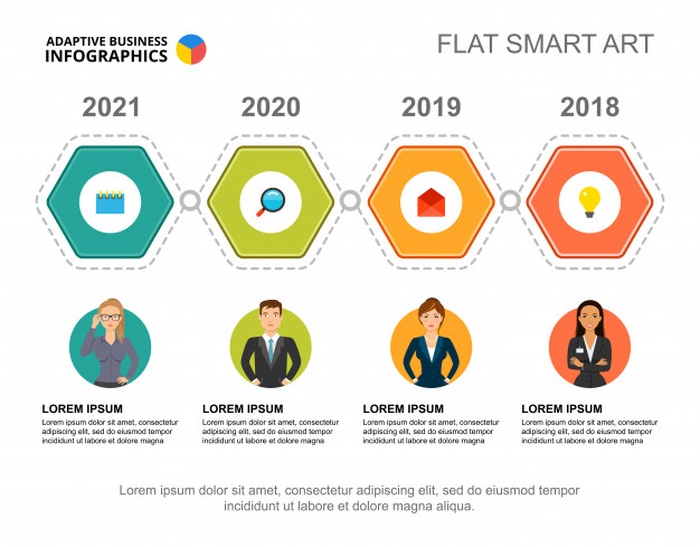 ADAPTIVE BUSINESS
INFOGRAPHICS
FLAT SMART ART
2021
2020
2019
2018
LOREM IPSUM
Lorem ipsum dolor sit amet, consectetur
adipiscing elit, sed do eiusmod tempor
incididunt ut labore et dolore magna
LOREM IPSUM
Lorem ipsum dolor sit amet, consectetur
adipiscing elit, sed do eiusmod tempor
incididunt ut labore et dolore magna
LOREM IPSUM
Lorem ipsum dolor sit amet, consectetur
adipiscing elit, sed do eiusmod tempor
incididunt ut labore et dolore magna
LOREM IPSUM
Lorem ipsum dolor sit amet, consectetur
adipiscing elit, sed do eiusmod tempor
incididunt ut labore et dolore magna
Lorem ipsum dolor sit amet, consectetur adipiscing elit, sed do eiusmod tempor
incididunt ut labore et dolore magna aliqua.